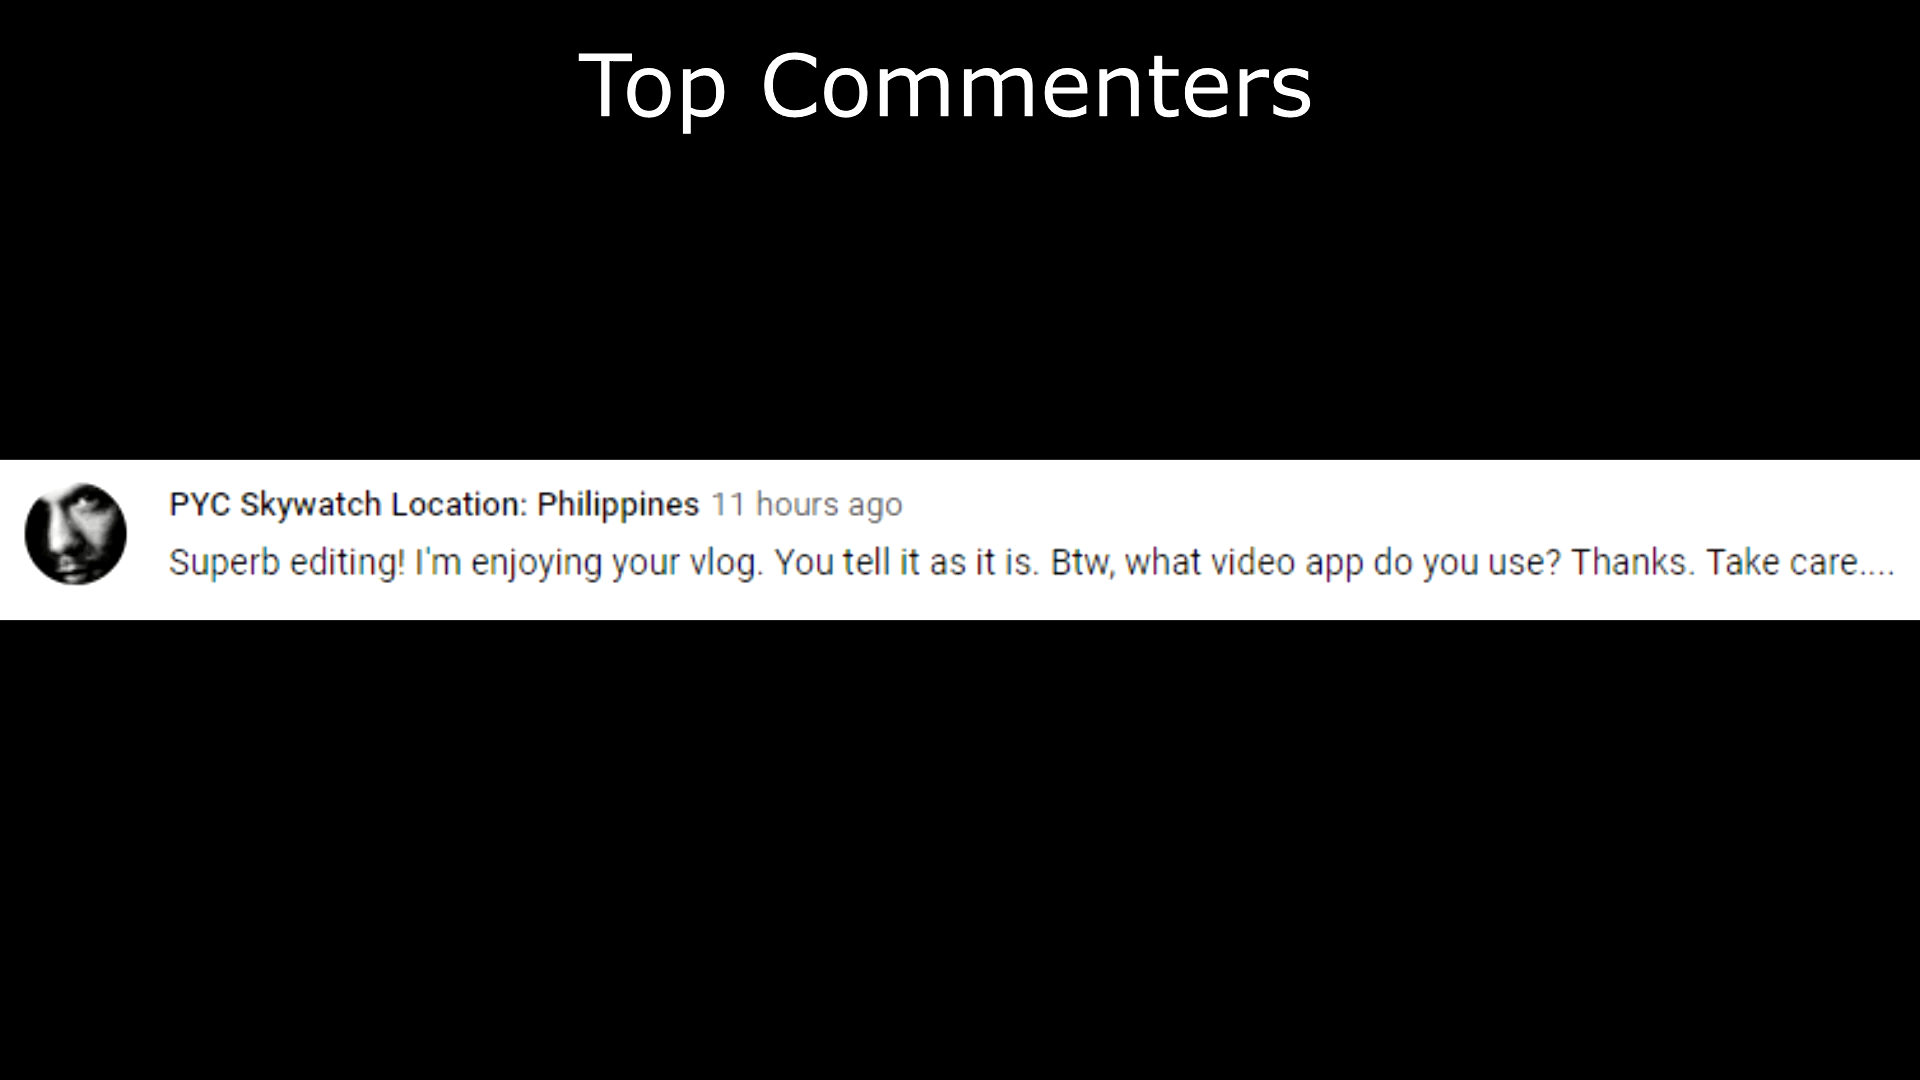 Top Commenters
PYC Skywatch Location: Philippines 11 hours ago
Superb editing! I'm enjoying your vlog. You tell it as it is. Btw, what video app do you use? Thanks. Take care....